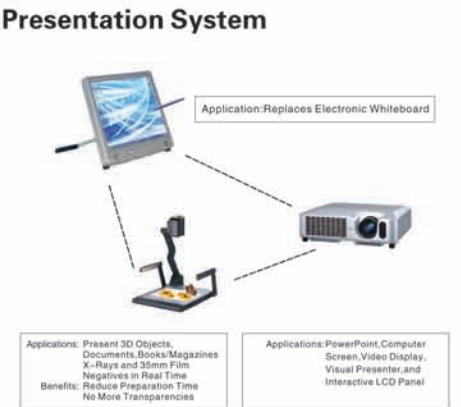 Presentation System
Application:Replaces Electronic Whiteboard
Applications: Present 3D Objects,
Documents,Books/Magazines
X-Rays and 35mm Film
Negatives in Real Time
Benefits: Reduce Preparation Time
No More Transparencies
Applications:PowerPoint,Computer
Screen,Video Display,
Visual Presenter,and
Interactive LCD Panel